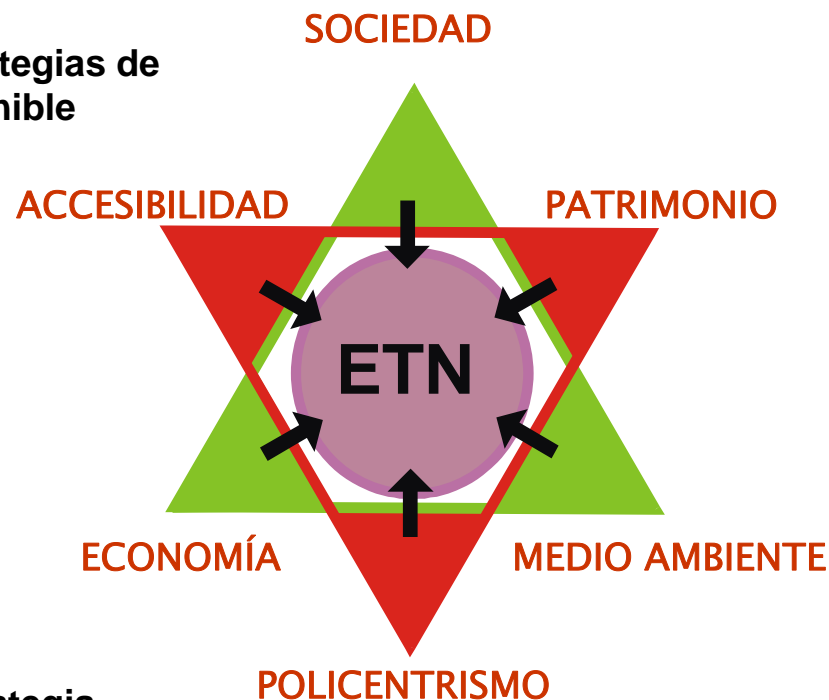 SOCIEDAD
tegias de
nible
ACCESIBILIDAD
PATRIMONIO
ETN
ECONOMÍA
MEDIO AMBIENTE
POLICENTRISMO